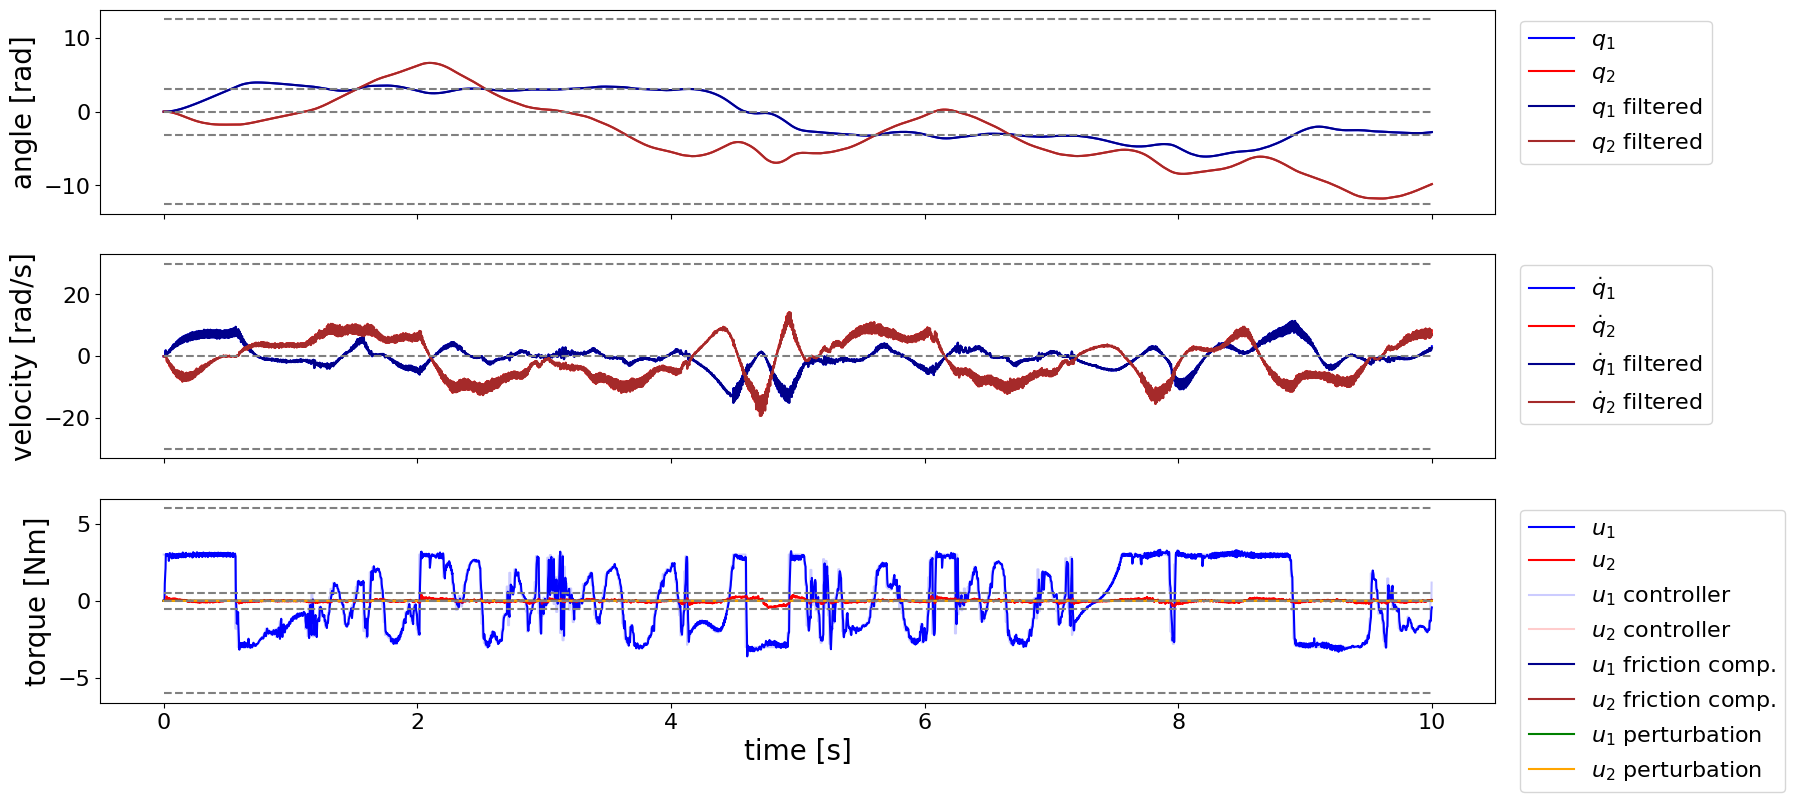 angle [rad]
10
0
−10
q₁
q₂
q₁ filtered
q₂ filtered
velocity [rad/s]
20
0
−20
q̇₁
q̇₂
q̇₁ filtered
q̇₂ filtered
torque [Nm]
5
0
−5
0 2 4 6 8 10
time [s]
u₁
u₂
u₁ controller
u₂ controller
u₁ friction comp.
u₂ friction comp.
u₁ perturbation
u₂ perturbation